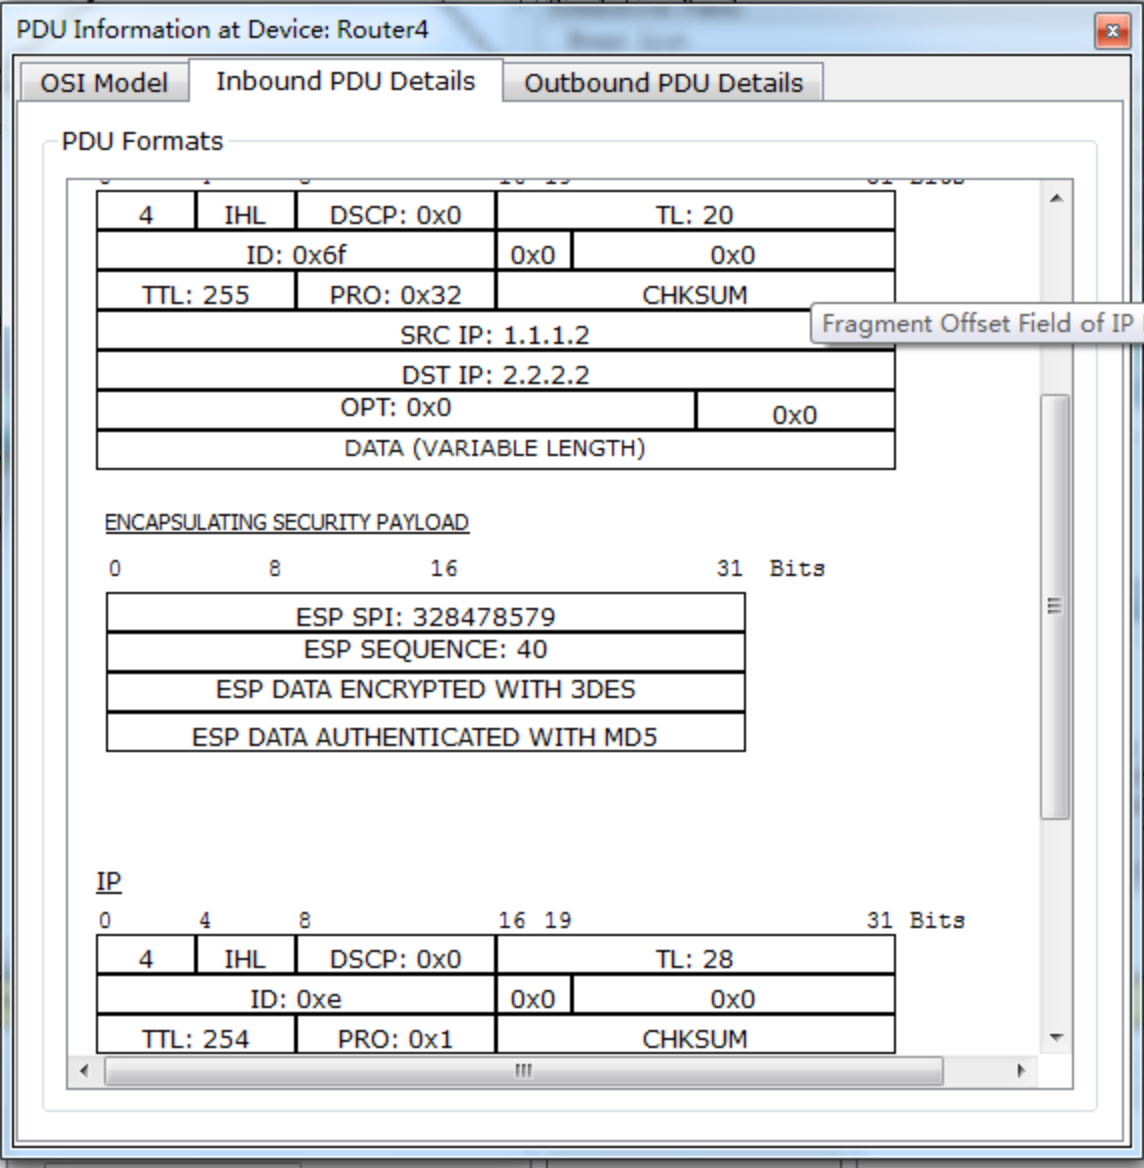 PDU Information at Device: Router4
OSI Model Inbound PDU Details Outbound PDU Details
PDU Formats
4 IHL DSCP: 0x0 TL: 20
ID: 0x6f 0x0 0x0
TTL: 255 PRO: 0x32 CHKSUM
Fragment Offset Field of IP
SRC IP: 1.1.1.2
DST IP: 2.2.2.2
OPT: 0x0 0x0
DATA (VARIABLE LENGTH)
ENCAPSULATING SECURITY PAYLOAD
0 8 16 31 Bits
ESP SPI: 328478579
ESP SEQUENCE: 40
ESP DATA ENCRYPTED WITH 3DES
ESP DATA AUTHENTICATED WITH MD5
IP
0 4 8 16 19 31 Bits
4 IHL DSCP: 0x0 TL: 28
ID: 0xe 0x0 0x0
TTL: 254 PRO: 0x1 CHKSUM